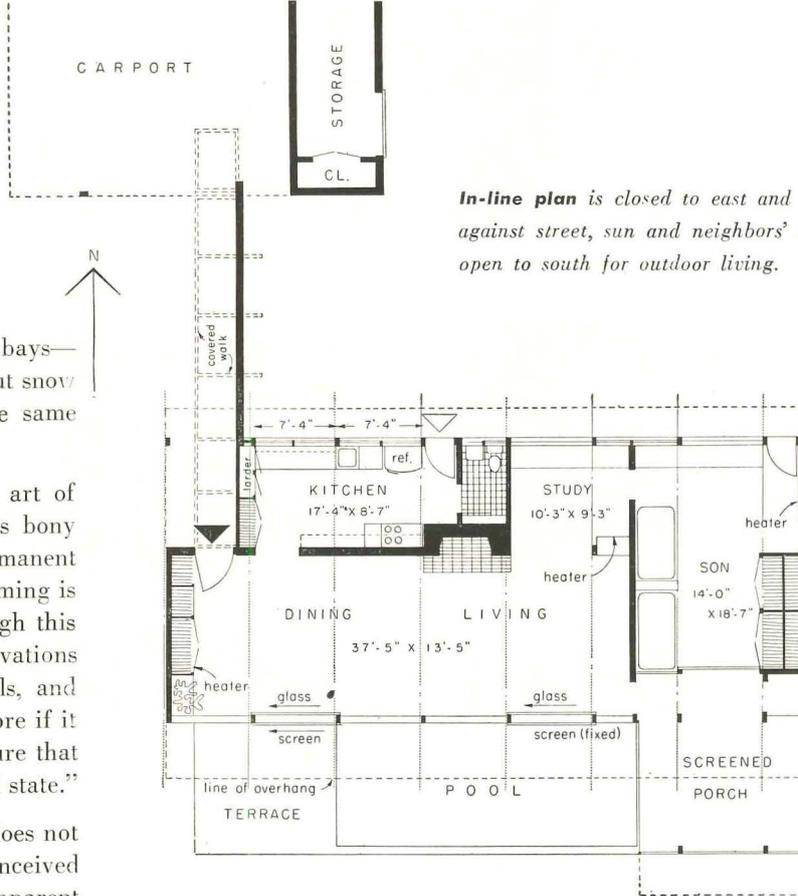 CARPORT
STORAGE
CL.
In-line plan is closed to east and
against street, sun and neighbors'
open to south for outdoor living.
N
covered
walk
bays—
ut snow
e same
7'-4" 7'-4"
larder
ref.
KITCHEN
17'-4" X 8'-7"
STUDY
10'-3" X 9'-3"
heater
heater
SON
14'-0"
X 18'-7"
art of
s bony
manent
ming is
gh this
vations
ls, and
ore if it
ure that
state."
oes not
nceived
DINING LIVING
37'-5" X 13'-5"
heater
glass
glass
screen
screen (fixed)
line of overhang
TERRACE
POOL
SCREENED
PORCH